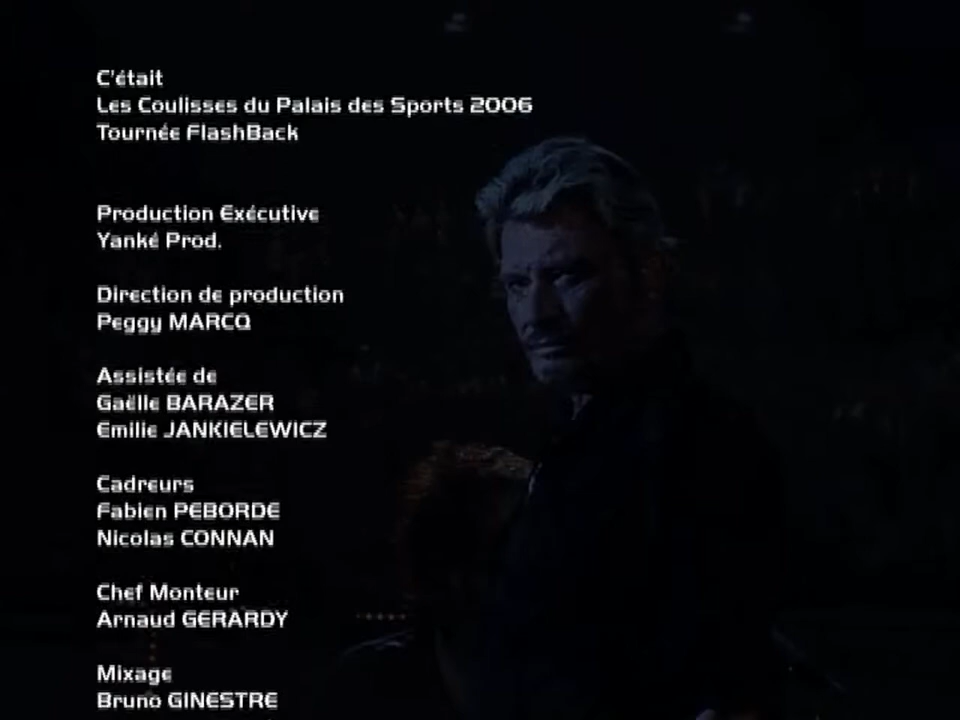 C'était
Les Coulisses du Palais des Sports 2006
Tournée FlashBack
Production Exécutive
Yanké Prod.
Direction de production
Peggy MARCQ
Assistée de
Gaëlle BARAZER
Emilie JANKIELEWICZ
Cadreurs
Fabien PEBORDE
Nicolas CONNAN
Chef Monteur
Arnaud GERARDY
Mixage
Bruno GINESTRE